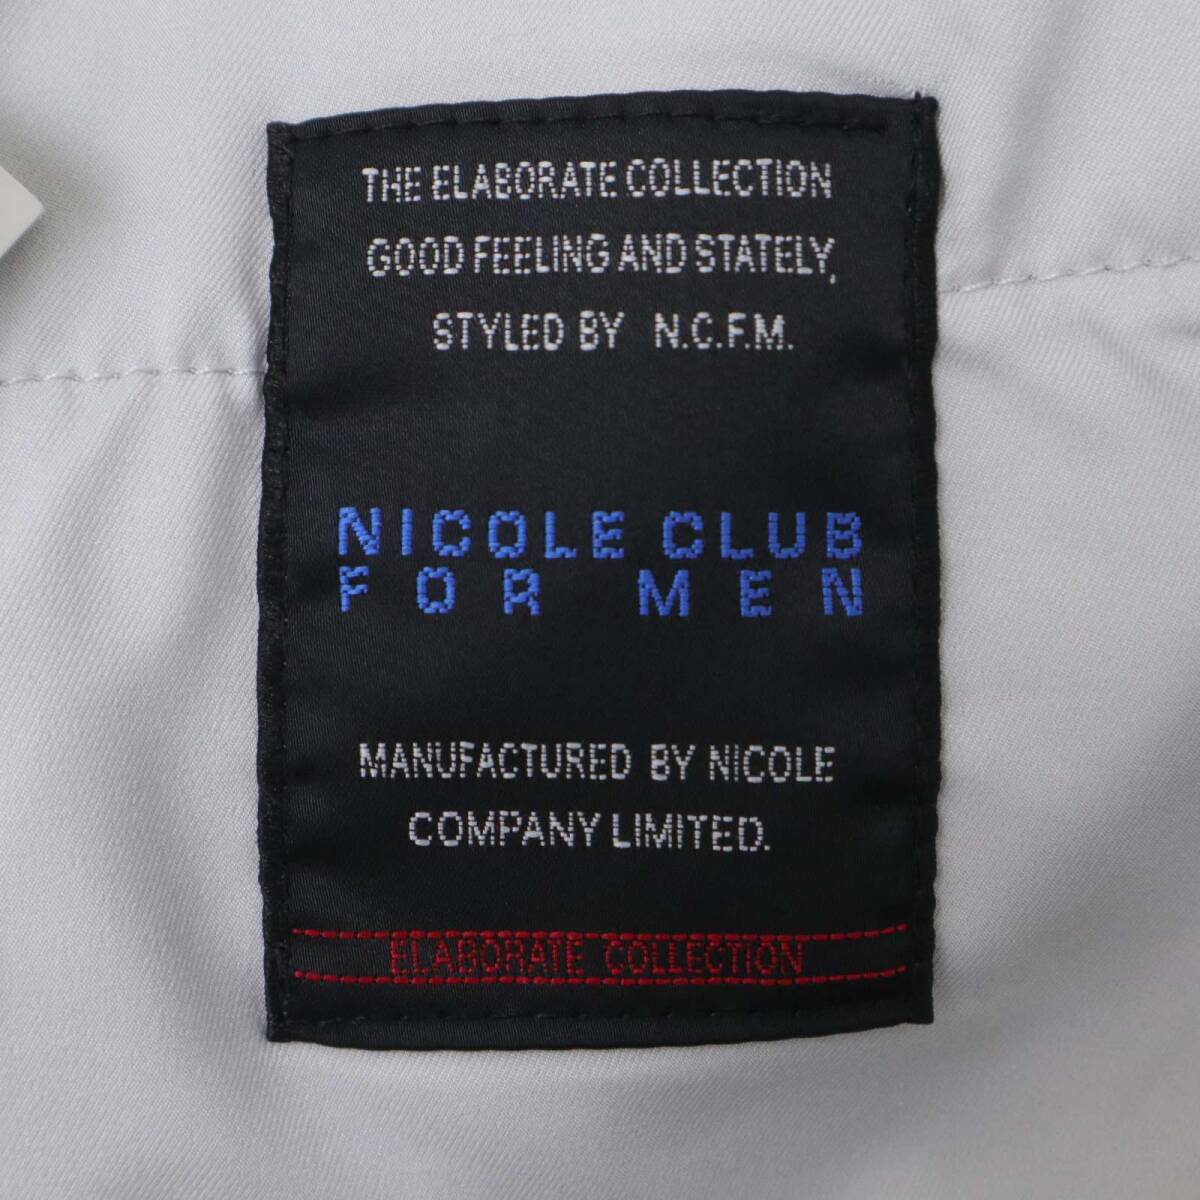 THE ELABORATE COLLECTION
GOOD FEELING AND STATELY,
STYLED BY N.C.F.M.
NICOLE CLUB
FOR MEN
MANUFACTURED BY NICOLE
COMPANY LIMITED.
ELABORATE COLLECTION